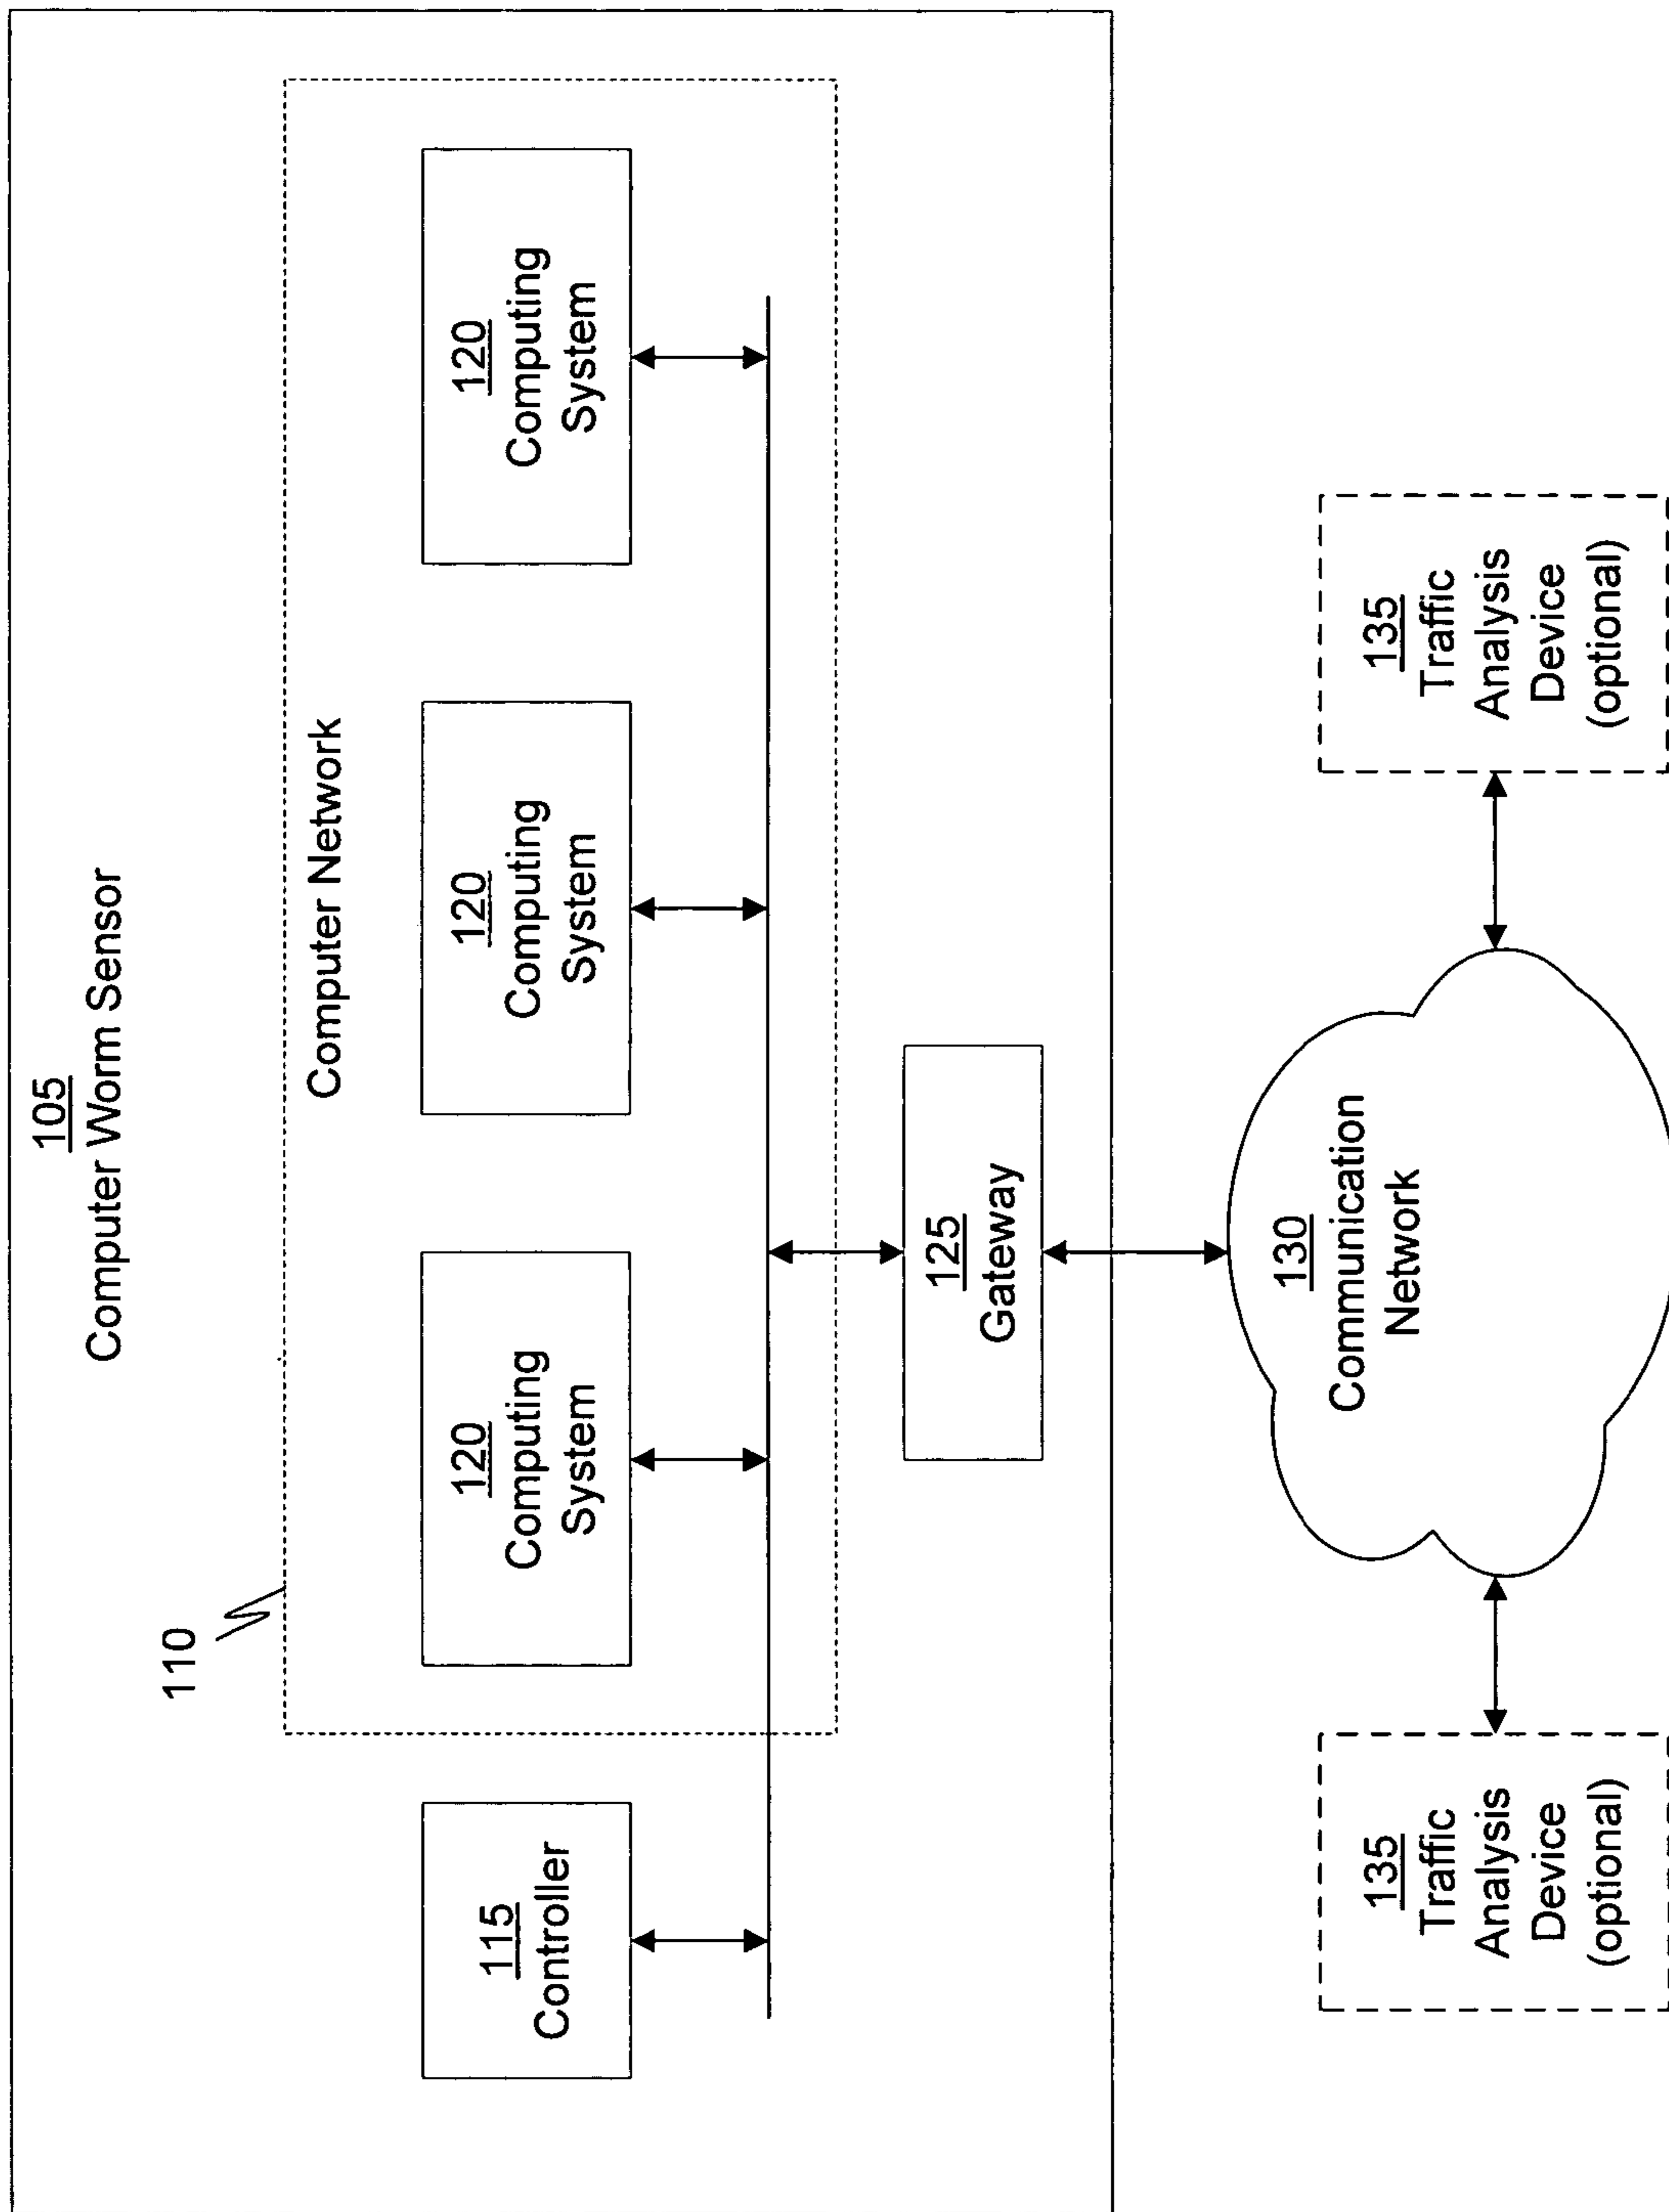 105
Computer Worm Sensor
110
Computer Network
115
Controller
120
Computing
System
120
Computing
System
120
Computing
System
125
Gateway
130
Communication
Network
135
Traffic
Analysis
Device
(optional)
135
Traffic
Analysis
Device
(optional)